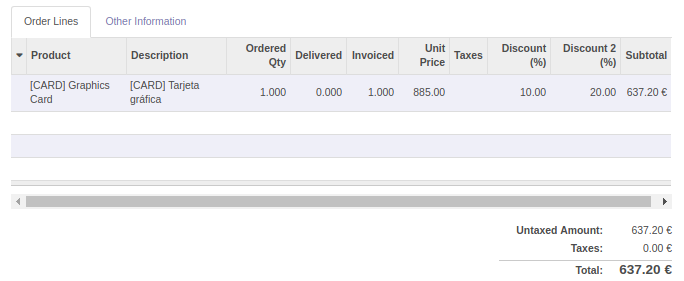 Order Lines Other Information
Product Description Ordered Qty Delivered Invoiced Unit Price Taxes Discount (%) Discount 2 (%) Subtotal
[CARD] Graphics Card [CARD] Tarjeta gráfica 1.000 0.000 1.000 885.00 10.00 20.00 637.20 €
Untaxed Amount: 637.20 €
Taxes: 0.00 €
Total: 637.20 €